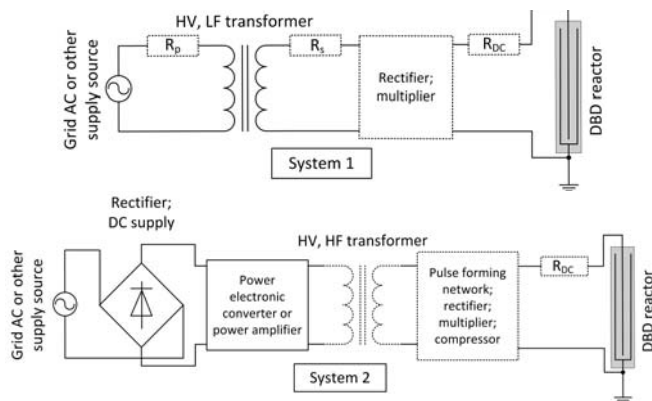 HV, LF transformer
Grid AC or other
supply source
Rp
Rs
Rectifier;
multiplier
RDC
DBD reactor
System 1
Rectifier;
DC supply
HV, HF transformer
Grid AC or other
supply source
Power
electronic
converter or
power amplifier
Pulse forming
network;
rectifier;
multiplier;
compressor
RDC
DBD reactor
System 2